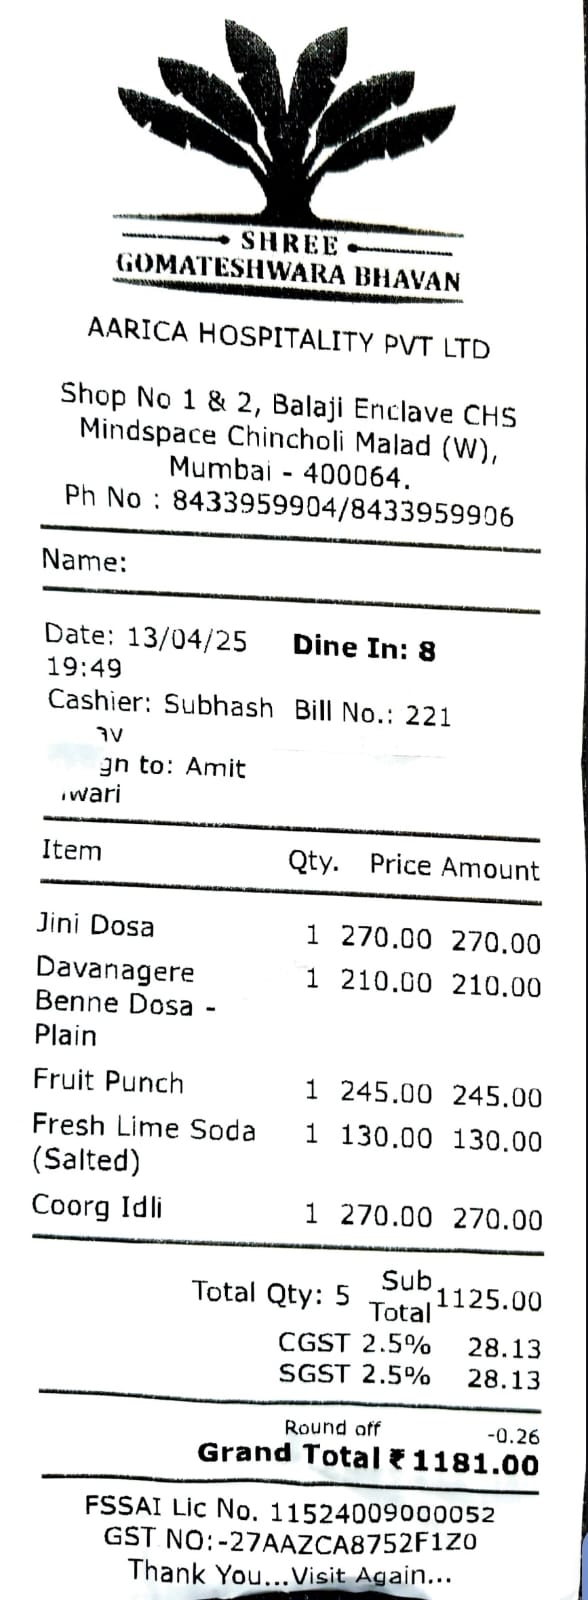 SHREE
GOMATESHWARA BHAVAN
AARICA HOSPITALITY PVT LTD
Shop No 1 & 2, Balaji Enclave CHS
Mindspace Chincholi Malad (W),
Mumbai - 400064.
Ph No : 8433959904/8433959906
Name:
Date: 13/04/25 Dine In: 8
19:49
Cashier: Subhash Bill No.: 221
to: Amit
Item Qty. Price Amount
Jini Dosa 1 270.00 270.00
Davanagere 1 210.00 210.00
Benne Dosa -
Plain
Fruit Punch 1 245.00 245.00
Fresh Lime Soda 1 130.00 130.00
(Salted)
Coorg Idli 1 270.00 270.00
Total Qty: 5 Sub Total 1125.00
CGST 2.5% 28.13
SGST 2.5% 28.13
Round off -0.26
Grand Total ₹ 1181.00
FSSAI Lic No. 11524009000052
GST NO:-27AAZCA8752F1Z0
Thank You...Visit Again...